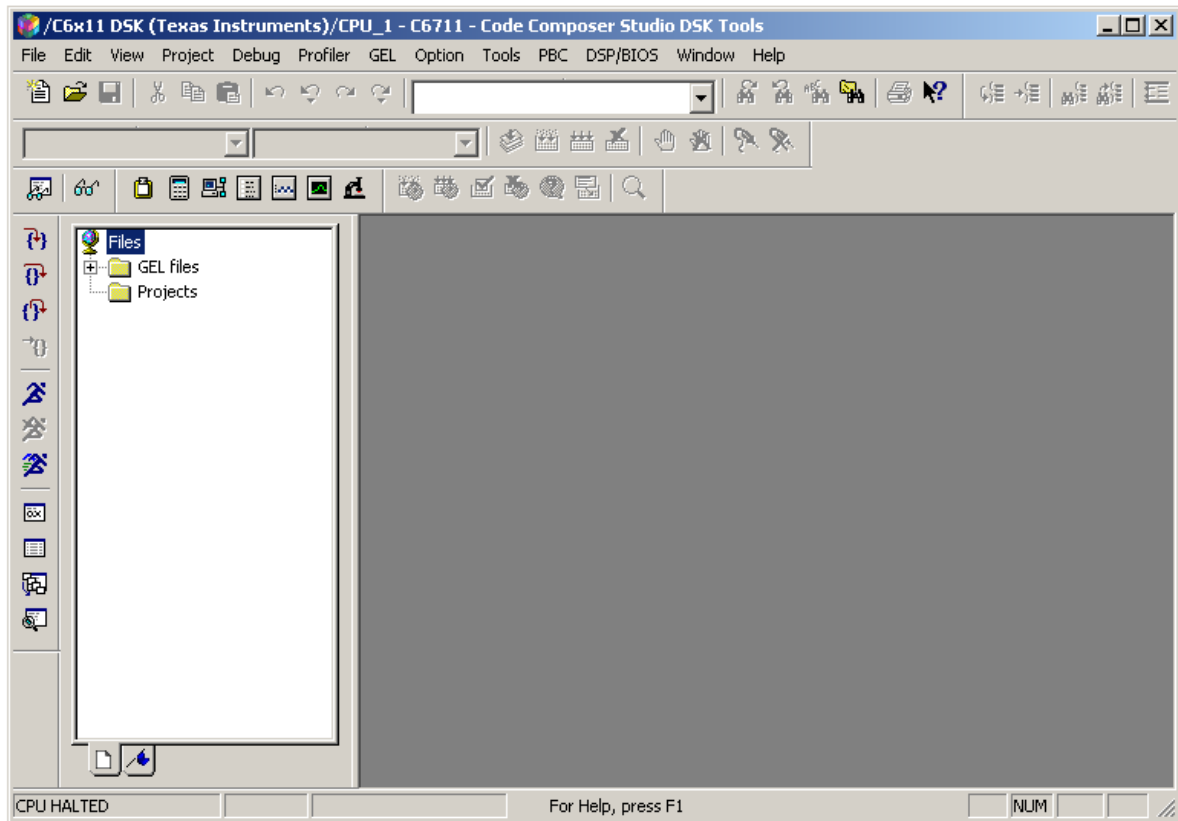 /C6x11 DSK (Texas Instruments)/CPU_1 - C6711 - Code Composer Studio DSK Tools
File Edit View Project Debug Profiler GEL Option Tools PBC DSP/BIOS Window Help
Files
GEL files
Projects
CPU HALTED For Help, press F1 NUM